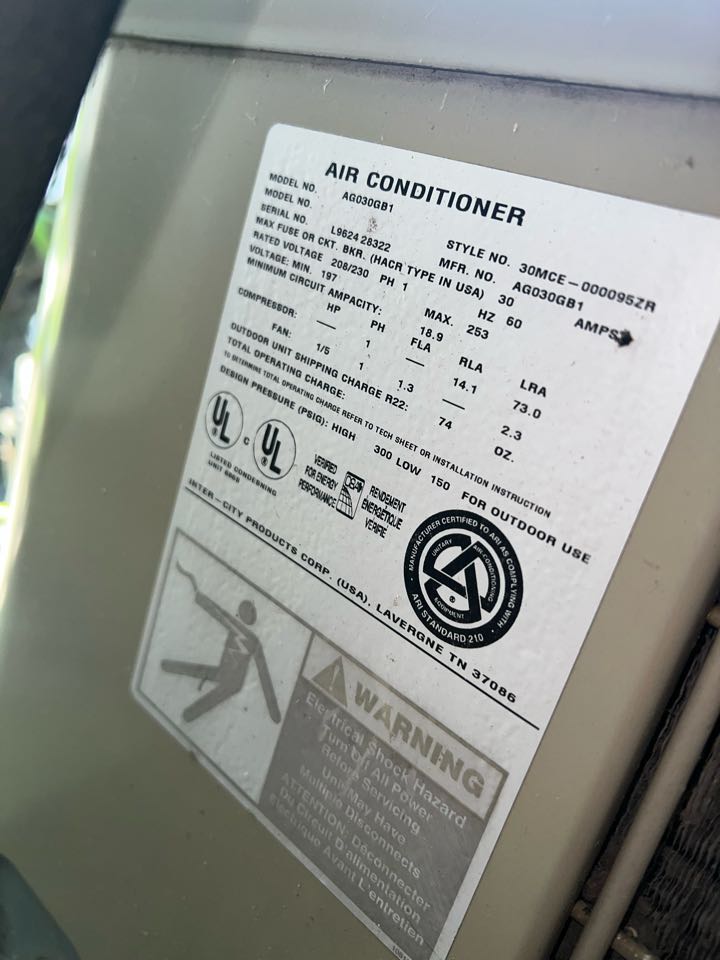 AIR CONDITIONER
MODEL NO. AG030GB1 STYLE NO. 30MCE-000095ZR
MODEL NO. MFR. NO. AG030GB1
SERIAL NO. L962428322
MAX FUSE OR CKT. BKR. (HACR TYPE IN USA) 30 AMPS
RATED VOLTAGE 208/230 PH 1 HZ 60
VOLTAGE: MIN. 197 MAX. 253
MINIMUM CIRCUIT AMPACITY: 18.9
HP PH FLA RLA LRA
COMPRESSOR: — 1 — 14.1 73.0
FAN: 1/5 1 1.3 — 2.3
OUTDOOR UNIT SHIPPING CHARGE R22: 74 OZ.
TOTAL OPERATING CHARGE:
TO DETERMINE TOTAL OPERATING CHARGE REFER TO TECH SHEET OR INSTALLATION INSTRUCTION
DESIGN PRESSURE (PSIG): HIGH 300 LOW 150 FOR OUTDOOR USE
UL ®
C UL ®
LISTED CONDENSING
UNIT
VERIFIED
FOR ENERGY
PERFORMANCE
RENDEMENT
ÉNERGÉTIQUE
VERIFIÉ
MANUFACTURER CERTIFIED TO ARI AS COMPLYING WITH
ARI STANDARD 210
UNITARY AIR-CONDITIONING
EQUIPMENT
®
INTER-CITY PRODUCTS CORP. (USA). LAVERGNE TN 37086
WARNING
Electrical Shock Hazard
Turn Off All Power
Before Servicing
Unit May Have
Multiple Disconnects
ATTENTION: Déconnecter
Du Circuit D'alimentation
Électrique Avant L'entretien